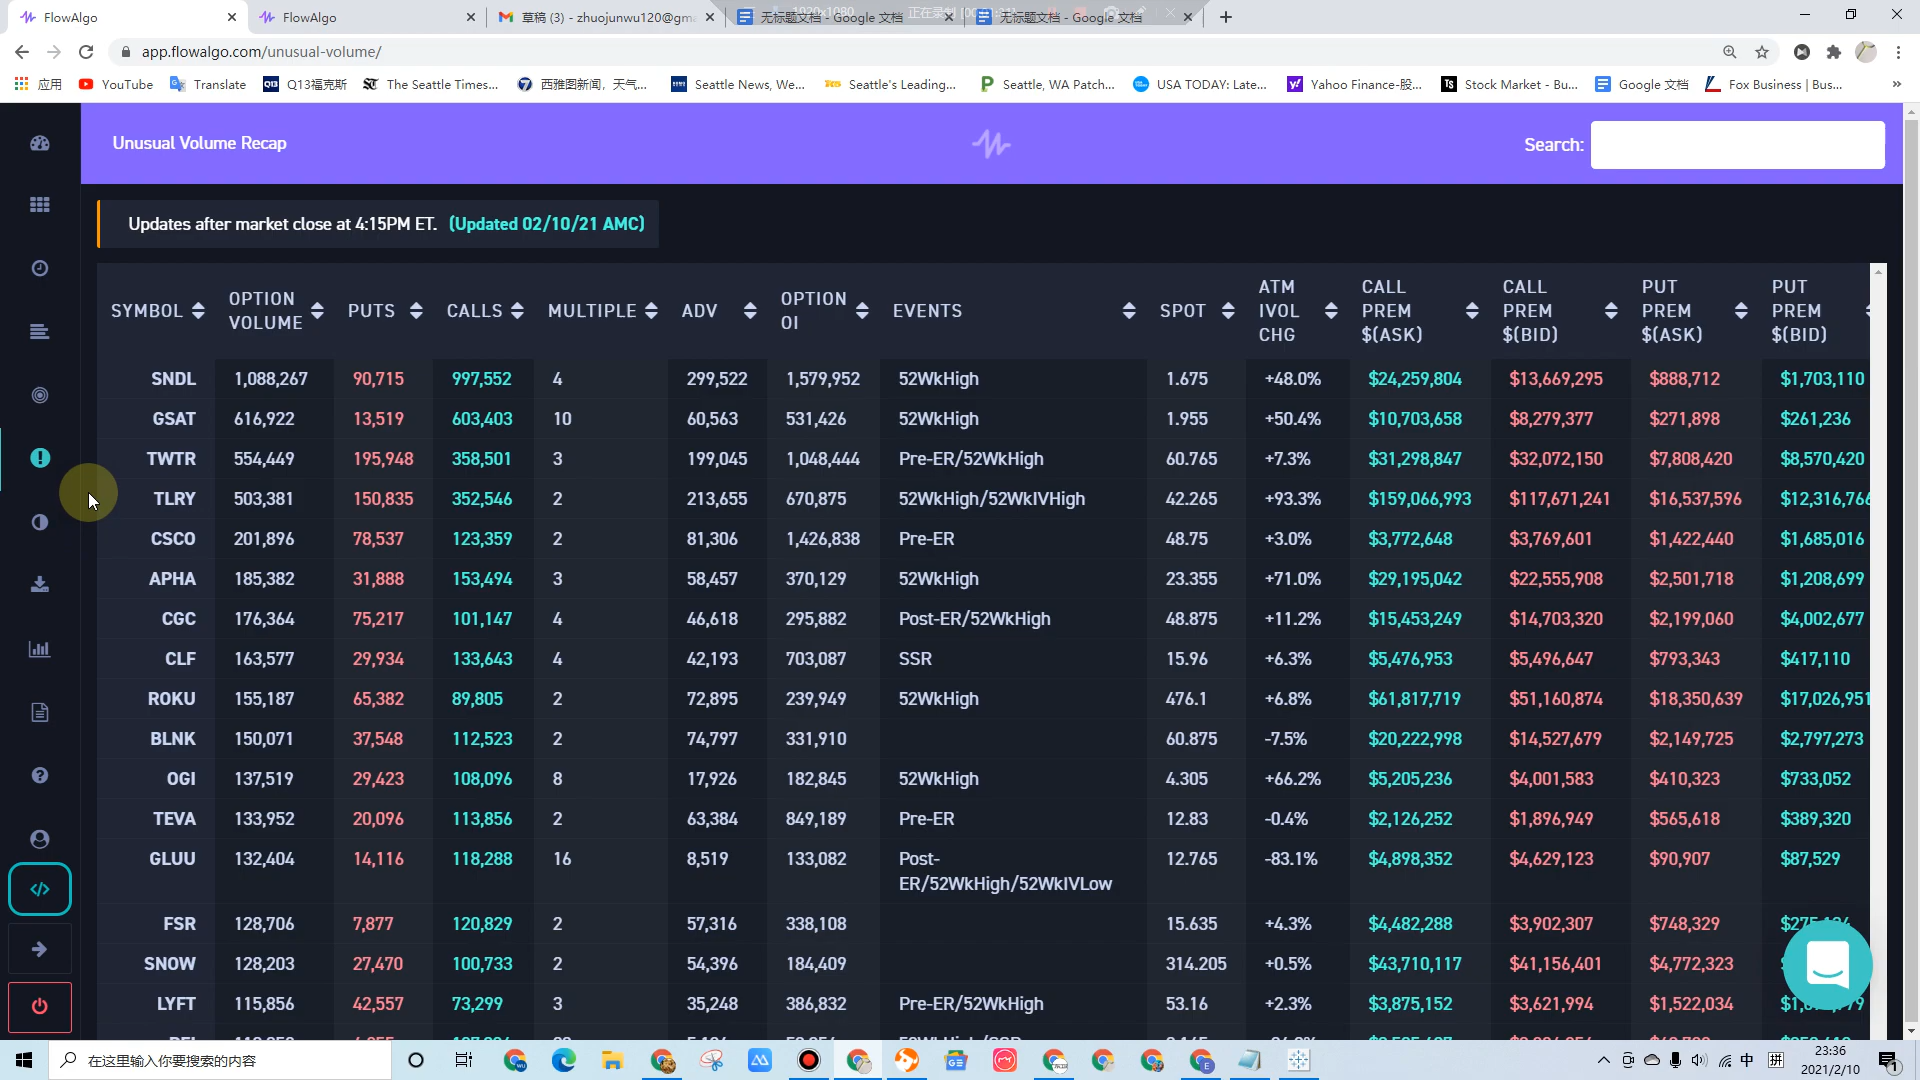 FlowAlgo
FlowAlgo
草稿 (3) - zhuojunwu120@gm
无标题文档 - Google 文档
无标题文档 - Google 文档
app.flowalgo.com/unusual-volume/
应用
YouTube
Translate
Q13福克斯
The Seattle Times...
西雅图新闻，天气...
Seattle News, We...
Seattle's Leading...
Seattle, WA Patch...
USA TODAY: Late...
Yahoo Finance-股...
Stock Market - Bu...
Google 文档
Fox Business | Bus...
»
Unusual Volume Recap
Search:
Updates after market close at 4:15PM ET. (Updated 02/10/21 AMC)
SYMBOL OPTION VOLUME PUTS CALLS MULTIPLE ADV OPTION OI EVENTS SPOT ATM IVOL CHG CALL PREM $(ASK) CALL PREM $(BID) PUT PREM $(ASK) PUT PREM $(BID)
SNDL 1,088,267 90,715 997,552 4 299,522 1,579,952 52WkHigh 1.675 +48.0% $24,259,804 $13,669,295 $888,712 $1,703,110
GSAT 616,922 13,519 603,403 10 60,563 531,426 52WkHigh 1.955 +50.4% $10,703,658 $8,279,377 $271,898 $261,236
TWTR 554,449 195,948 358,501 3 199,045 1,048,444 Pre-ER/52WkHigh 60.765 +7.3% $31,298,847 $32,072,150 $7,808,420 $8,570,420
TLRY 503,381 150,835 352,546 2 213,655 670,875 52WkHigh/52WkIVHigh 42.265 +93.3% $159,066,993 $117,671,241 $16,537,596 $12,316,766
CSCO 201,896 78,537 123,359 2 81,306 1,426,838 Pre-ER 48.75 +3.0% $3,772,648 $3,769,601 $1,422,440 $1,685,016
APHA 185,382 31,888 153,494 3 58,457 370,129 52WkHigh 23.355 +71.0% $29,195,042 $22,555,908 $2,501,718 $1,208,699
CGC 176,364 75,217 101,147 4 46,618 295,882 Post-ER/52WkHigh 48.875 +11.2% $15,453,249 $14,703,320 $2,199,060 $4,002,677
CLF 163,577 29,934 133,643 4 42,193 703,087 SSR 15.96 +6.3% $5,476,953 $5,496,647 $793,343 $417,110
ROKU 155,187 65,382 89,805 2 72,895 239,949 52WkHigh 476.1 +6.8% $61,817,719 $51,160,874 $18,350,639 $17,026,951
BLNK 150,071 37,548 112,523 2 74,797 331,910 60.875 -7.5% $20,222,998 $14,527,679 $2,149,725 $2,797,273
OGI 137,519 29,423 108,096 8 17,926 182,845 52WkHigh 4.305 +66.2% $5,205,236 $4,001,583 $410,323 $733,052
TEVA 133,952 20,096 113,856 2 63,384 849,189 Pre-ER 12.83 -0.4% $2,126,252 $1,896,949 $565,618 $389,320
GLUU 132,404 14,116 118,288 16 8,519 133,082 Post-ER/52WkHigh/52WkIVLow 12.765 -83.1% $4,898,352 $4,629,123 $90,907 $87,529
FSR 128,706 7,877 120,829 2 57,316 338,108 15.635 +4.3% $4,482,288 $3,902,307 $748,329
SNOW 128,203 27,470 100,733 2 54,396 184,409 314.205 +0.5% $43,710,117 $41,156,401 $4,772,323
LYFT 115,856 42,557 73,299 3 35,248 386,832 Pre-ER/52WkHigh 53.16 +2.3% $3,875,152 $3,621,994 $1,522,034
在这里输入你要搜索的内容
中
拼
23:36
2021/2/10
1